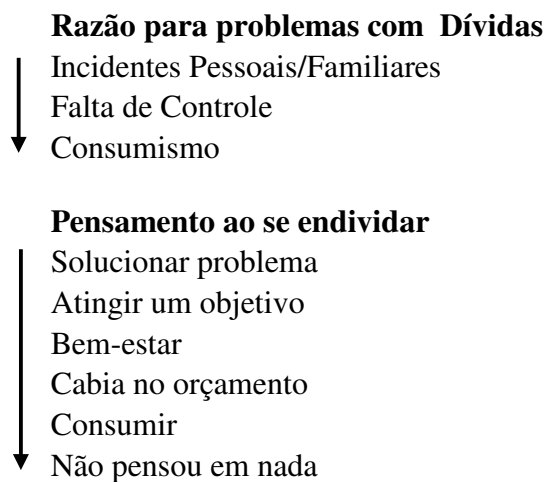 Razão para problemas com Dívidas
Incidentes Pessoais/Familiares
Falta de Controle
Consumismo
Pensamento ao se endividar
Solucionar problema
Atingir um objetivo
Bem-estar
Cabia no orçamento
Consumir
Não pensou em nada